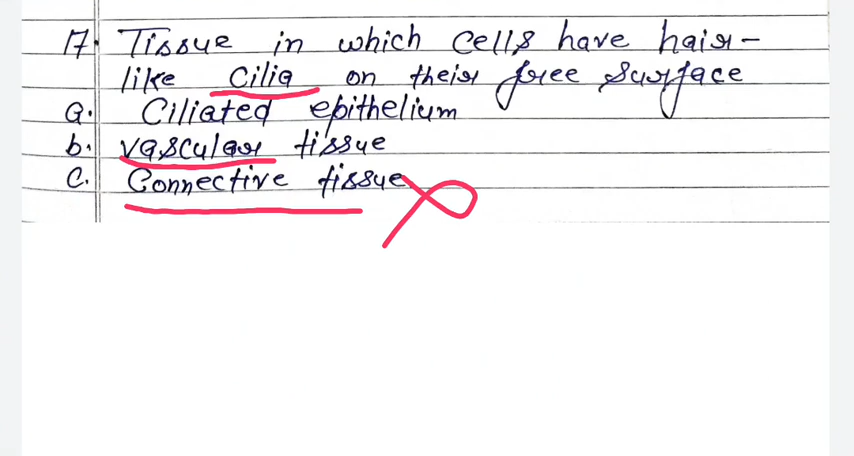 17. Tissue in which cells have hair-
like cilia on their free surface
a. Ciliated epithelium
b. vascular tissue
c. Connective tissue